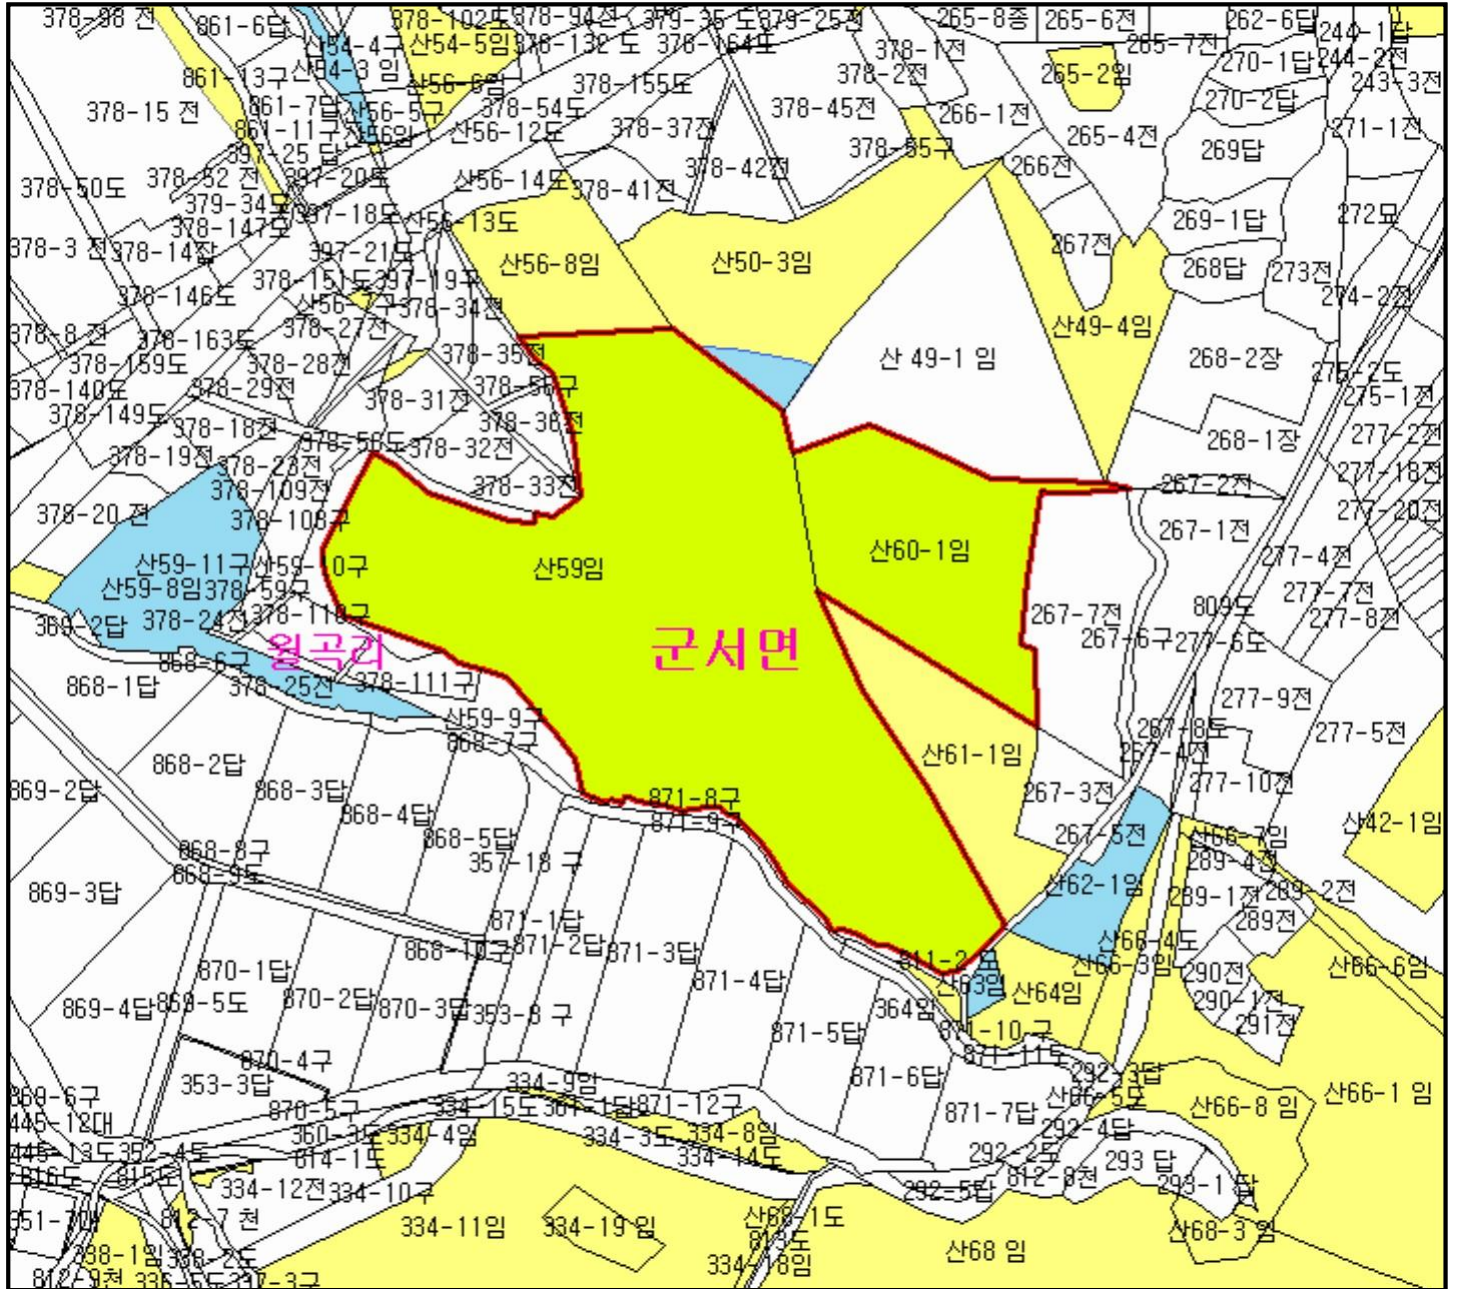 378-98 전
861-6답
378-102도
378-94전
379-35 도
379-25전
265-8종
265-6전
262-6답
244-1답
산54-4구
산54-5임
378-132 도
378-164도
378-1전
265-7전
244-2전
861-13구
산54-3 임
산56-6임
378-155도
378-2전
265-2임
270-1답
243-3전
378-15 전
861-7답
산56-5구
378-54도
378-45전
266-1전
270-2답
861-11구
산56-12도
378-37전
265-4전
271-1전
397-25 답
378-42전
378-55구
266전
269답
378-50도
378-52 전
397-20도
산56-14도
378-41전
379-34도
397-18도
산56-13도
269-1답
272묘
378-147도
378-3 전
378-14잡
397-21도
산56-8임
산50-3임
267전
268답
273전
378-151도
397-19구
378-146도
378-34전
274-2전
378-8 전
378-163도
378-27전
산49-4임
378-159도
378-28전
378-35전
산 49-1 임
268-2장
275-2도
378-140도
378-29전
378-56구
275-1전
378-149도
378-31전
378-18전
378-36전
378-32전
268-1장
277-2전
378-19전
378-23전
378-33전
277-18전
378-109전
267-2전
378-20 전
378-108구
277-20전
267-1전
산59-11구
산59임
산60-1임
277-4전
산59-8임
378-59구
277-7전
369-2답
378-24전
378-110구
267-7전
809도
277-8전
월곡리
군서면
267-6구
277-6도
868-6구
868-1답
378-25전
378-111구
277-9전
산59-9구
267-8도
277-5전
868-7구
산61-1임
267-4전
868-2답
277-10전
869-2답
868-3답
871-8구
267-3전
868-4답
871-9구
산42-1임
868-5답
267-5전
산66-7임
868-8구
357-18 구
289-4전
868-9도
869-3답
산62-1임
289-1전
289-2전
871-1답
289전
868-10구
871-2답
871-3답
811-2 묘
산66-4도
870-1답
871-4답
산63임
산66-3임
290전
산66-6임
869-4답
869-5도
870-2답
870-3답
353-8 구
364임
산64임
290-1전
871-5답
871-10 구
291전
870-4구
871-11도
353-3답
334-9임
871-6답
292-3답
869-6구
870-5구
334-15도
361-1답
871-12구
산66-5도
산66-8 임
산66-1 임
445-12대
871-7답
360-3도
334-4임
334-3도
334-8임
292-4답
445-13도
352-4도
814-1도
334-14도
292-2도
293 답
816도
815도
334-12전
334-10구
292-5답
812-8천
293-1 답
351-7대
812-7 천
334-11임
334-19 임
산66-1도
산68-3 임
338-1임
338-2도
813도
산68 임
812-9천
336-5도
337-3구
334-18임